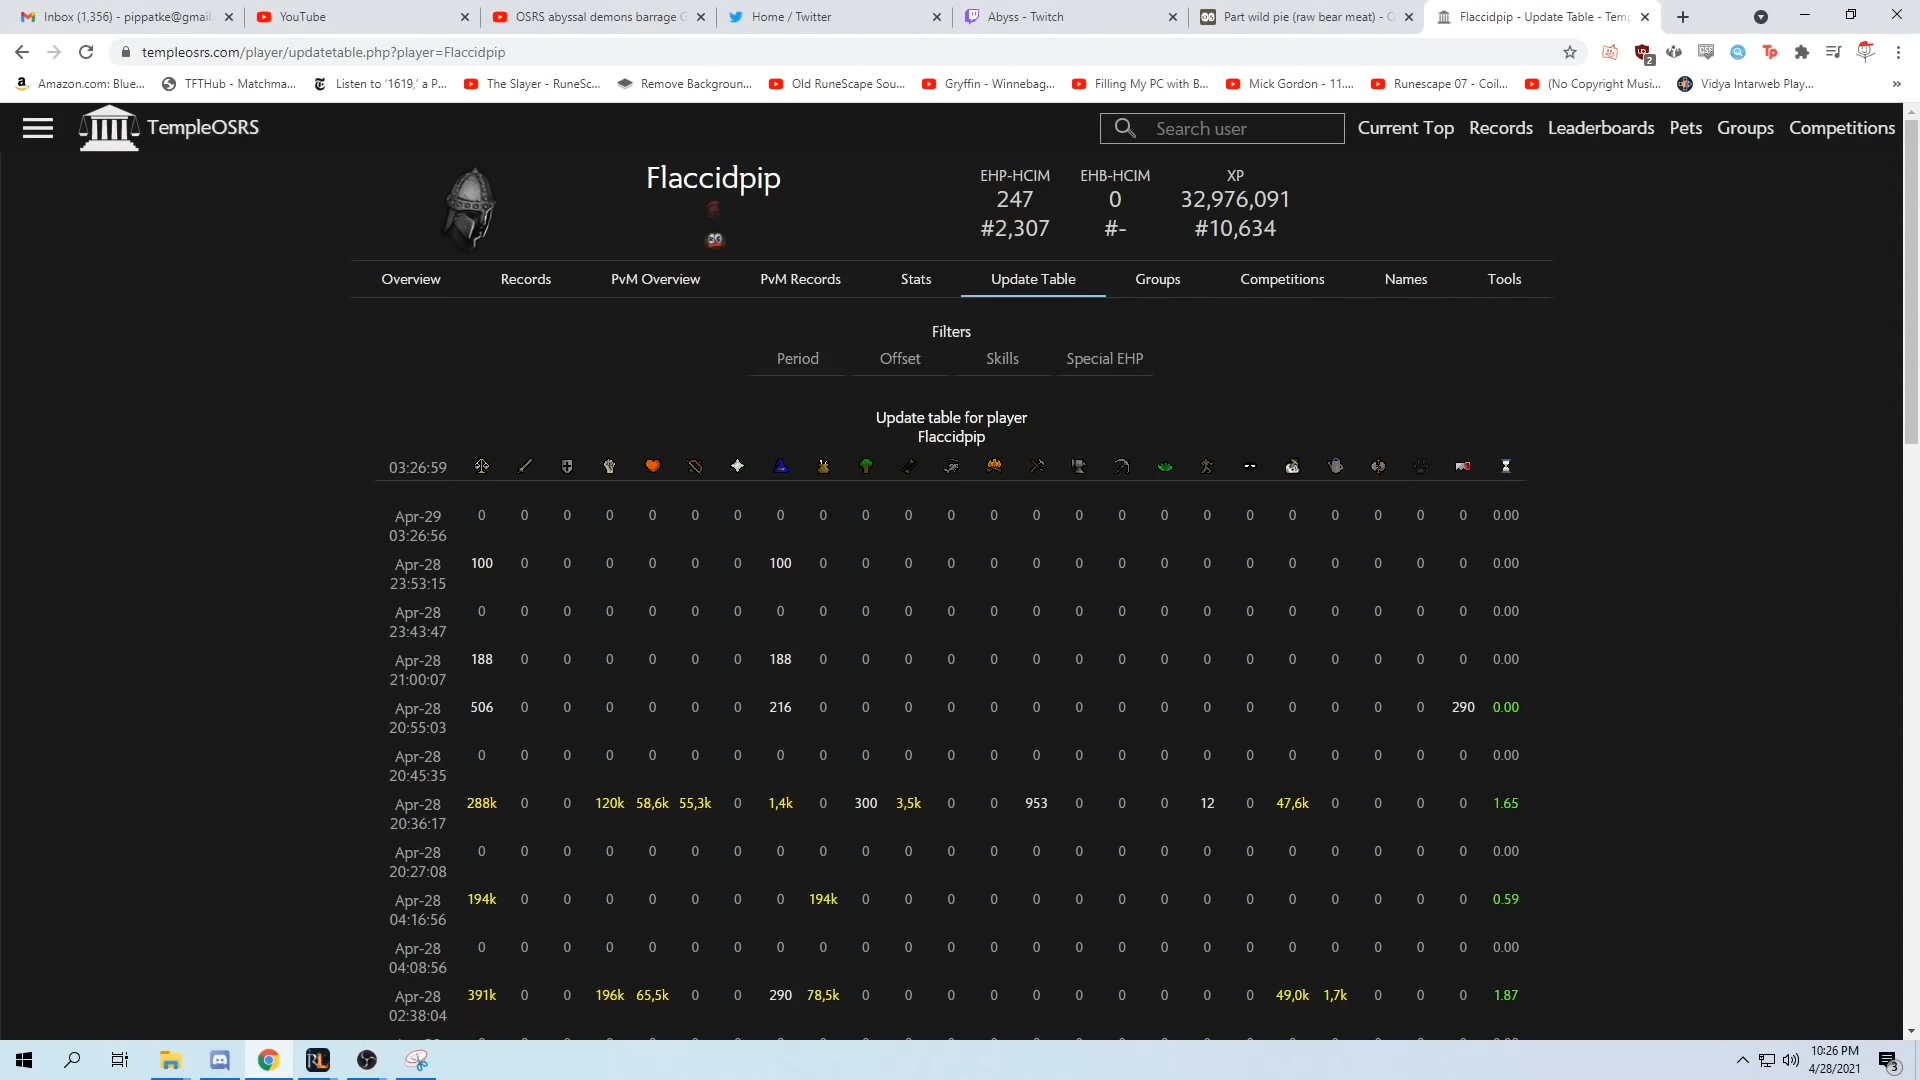 Inbox (1,356) - pippatke@gmail.
YouTube
OSRS abyssal demons barrage G
Home / Twitter
Abyss - Twitch
Part wild pie (raw bear meat) - O
Flaccidpip - Update Table - Temp
templeosrs.com/player/updatetable.php?player=Flaccidpip
2
Amazon.com: Blue...
TFTHub - Matchma...
Listen to ‘1619,’ a P...
The Slayer - RuneSc...
Remove Backgroun...
Old RuneScape Sou...
Gryffin - Winnebag...
Filling My PC with B...
Mick Gordon - 11....
Runescape 07 - Coil...
(No Copyright Musi...
Vidya Intarweb Play...
TempleOSRS
Search user
Current Top Records Leaderboards Pets Groups Competitions
Flaccidpip
EHP-HCIM EHB-HCIM XP
247 0 32,976,091
#2,307 #- #10,634
Overview Records PvM Overview PvM Records Stats Update Table Groups Competitions Names Tools
Filters
Period Offset Skills Special EHP
Update table for player
Flaccidpip
03:26:59
Apr-29 03:26:56 0 0 0 0 0 0 0 0 0 0 0 0 0 0 0 0 0 0 0 0 0 0 0 0 0.00
Apr-28 23:53:15 100 0 0 0 0 0 0 100 0 0 0 0 0 0 0 0 0 0 0 0 0 0 0 0 0.00
Apr-28 23:43:47 0 0 0 0 0 0 0 0 0 0 0 0 0 0 0 0 0 0 0 0 0 0 0 0 0.00
Apr-28 21:00:07 188 0 0 0 0 0 0 188 0 0 0 0 0 0 0 0 0 0 0 0 0 0 0 0 0.00
Apr-28 20:55:03 506 0 0 0 0 0 0 216 0 0 0 0 0 0 0 0 0 0 0 0 0 0 0 290 0.00
Apr-28 20:45:35 0 0 0 0 0 0 0 0 0 0 0 0 0 0 0 0 0 0 0 0 0 0 0 0 0.00
Apr-28 20:36:17 288k 0 0 120k 58,6k 55,3k 0 1,4k 0 300 3,5k 0 0 953 0 0 0 12 0 47,6k 0 0 0 0 1.65
Apr-28 20:27:08 0 0 0 0 0 0 0 0 0 0 0 0 0 0 0 0 0 0 0 0 0 0 0 0 0.00
Apr-28 04:16:56 194k 0 0 0 0 0 0 0 194k 0 0 0 0 0 0 0 0 0 0 0 0 0 0 0 0.59
Apr-28 04:08:56 0 0 0 0 0 0 0 0 0 0 0 0 0 0 0 0 0 0 0 0 0 0 0 0 0.00
Apr-28 02:38:04 391k 0 0 196k 65,5k 0 0 290 78,5k 0 0 0 0 0 0 0 0 0 0 49,0k 1,7k 0 0 0 1.87
10:26 PM
4/28/2021
3